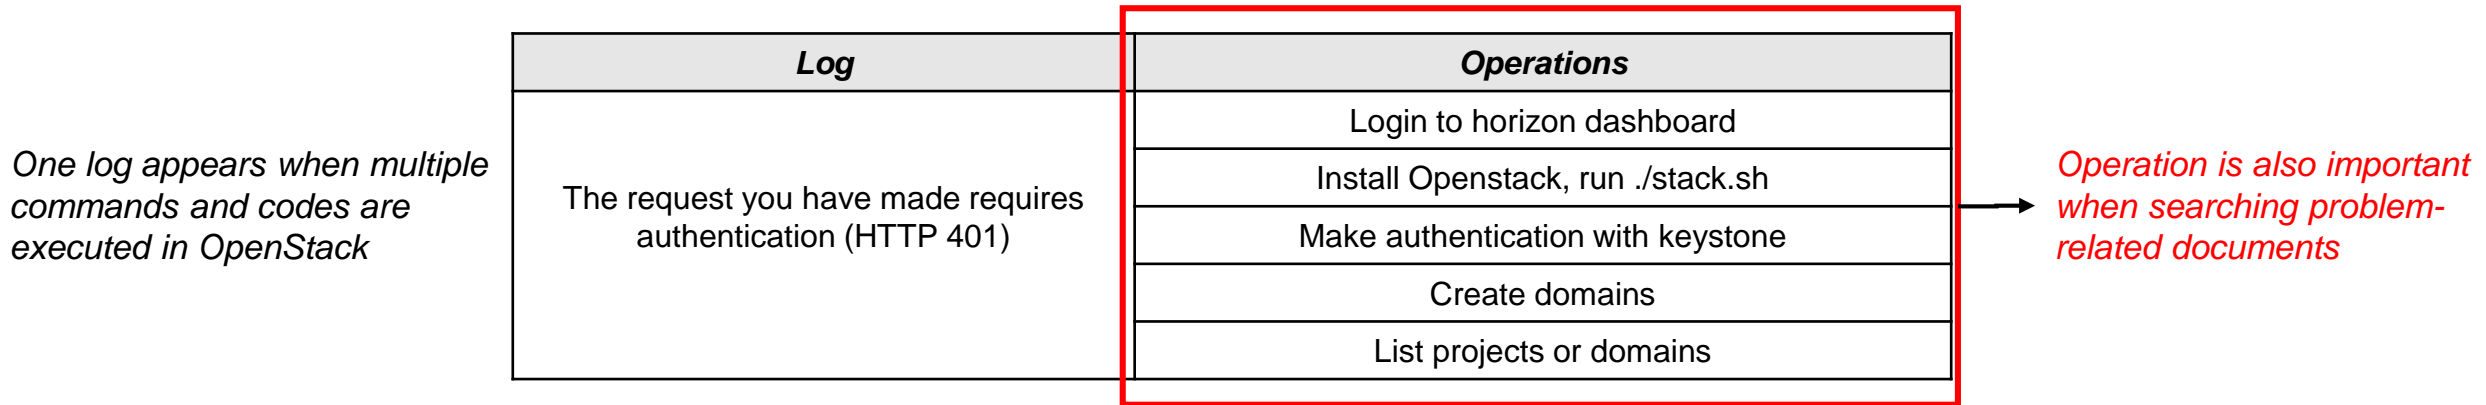 One log appears when multiple
commands and codes are
executed in OpenStack
Log
Operations
The request you have made requires
authentication (HTTP 401)
Login to horizon dashboard
Install Openstack, run ./stack.sh
Make authentication with keystone
Create domains
List projects or domains
Operation is also important
when searching problem-
related documents